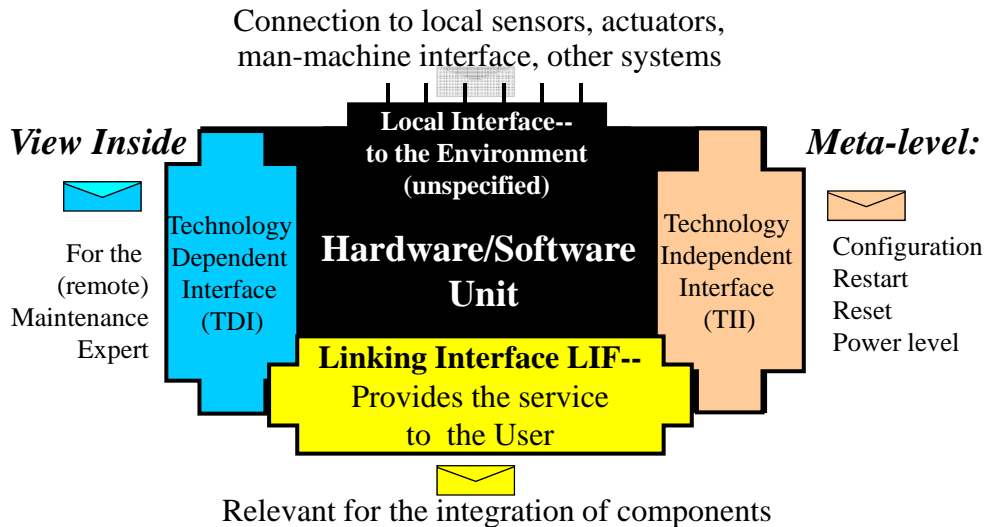 Connection to local sensors, actuators,
man-machine interface, other systems
Local Interface--
to the Environment
(unspecified)
View Inside
For the
(remote)
Maintenance
Expert
Technology
Dependent
Interface
(TDI)
Hardware/Software
Unit
Technology
Independent
Interface
(TII)
Meta-level:
Configuration
Restart
Reset
Power level
Linking Interface LIF--
Provides the service
to the User
Relevant for the integration of components